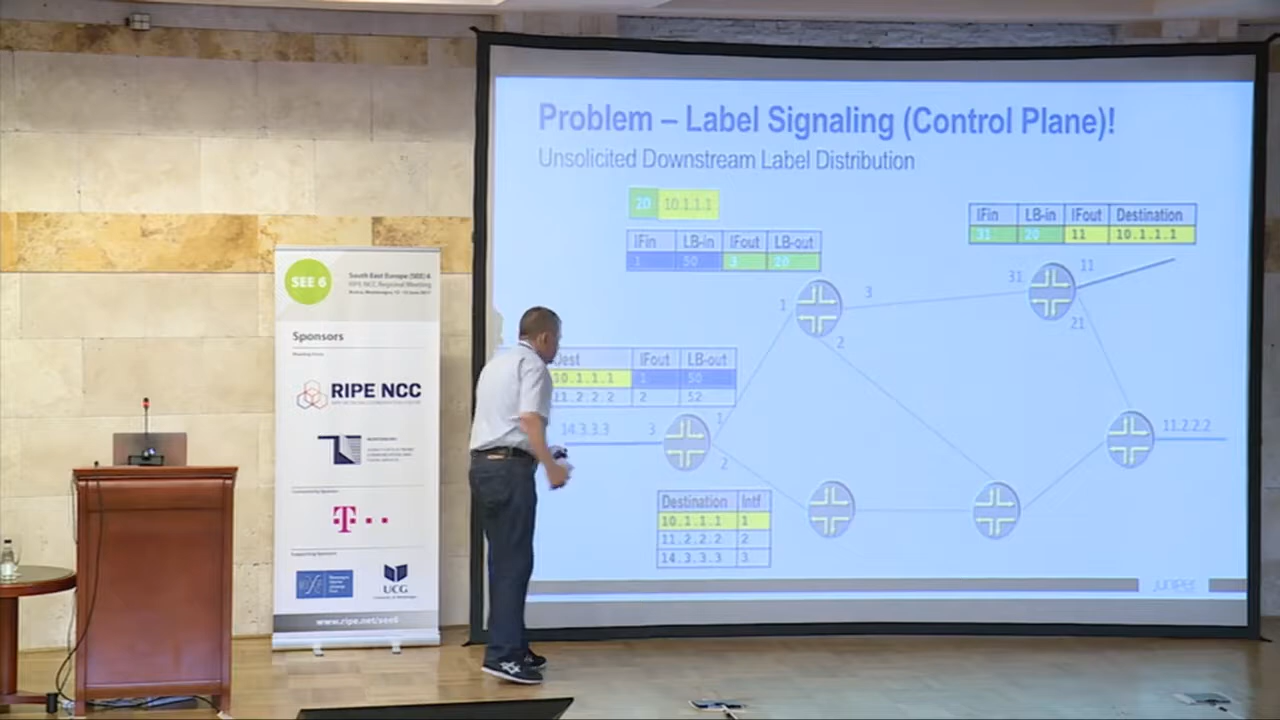 Problem – Label Signaling (Control Plane)!
Unsolicited Downstream Label Distribution
20 10.1.1.1
IFin LB-in IFout LB-out
1 50 3 20
IFin LB-in IFout Destination
31 20 11 10.1.1.1
1 3 2
31 11 21
Dest IFout LB-out
10.1.1.1 1 50
11.2.2.2 2 52
14.3.3.3 3 1 2
11.2.2.2
Destination Intf
10.1.1.1 1
11.2.2.2 2
14.3.3.3 3
Juniper
SEE 6
South East Europe (SEE) 6
RIPE NCC Regional Meeting
Sponsors
RIPE NCC
T
UCG
www.ripe.net/see6